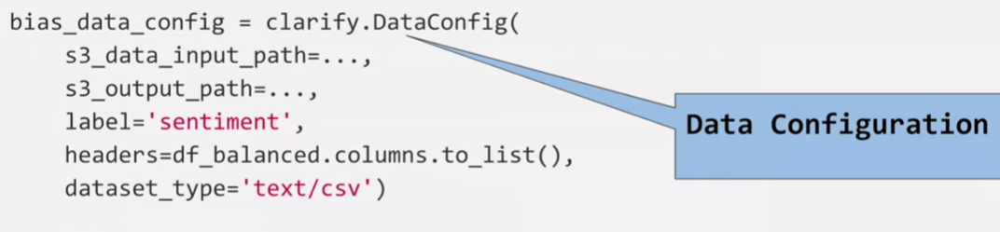 bias_data_config = clarify.DataConfig(
s3_data_input_path=...,
s3_output_path=...,
label='sentiment',
headers=df_balanced.columns.to_list(),
dataset_type='text/csv')
Data Configuration